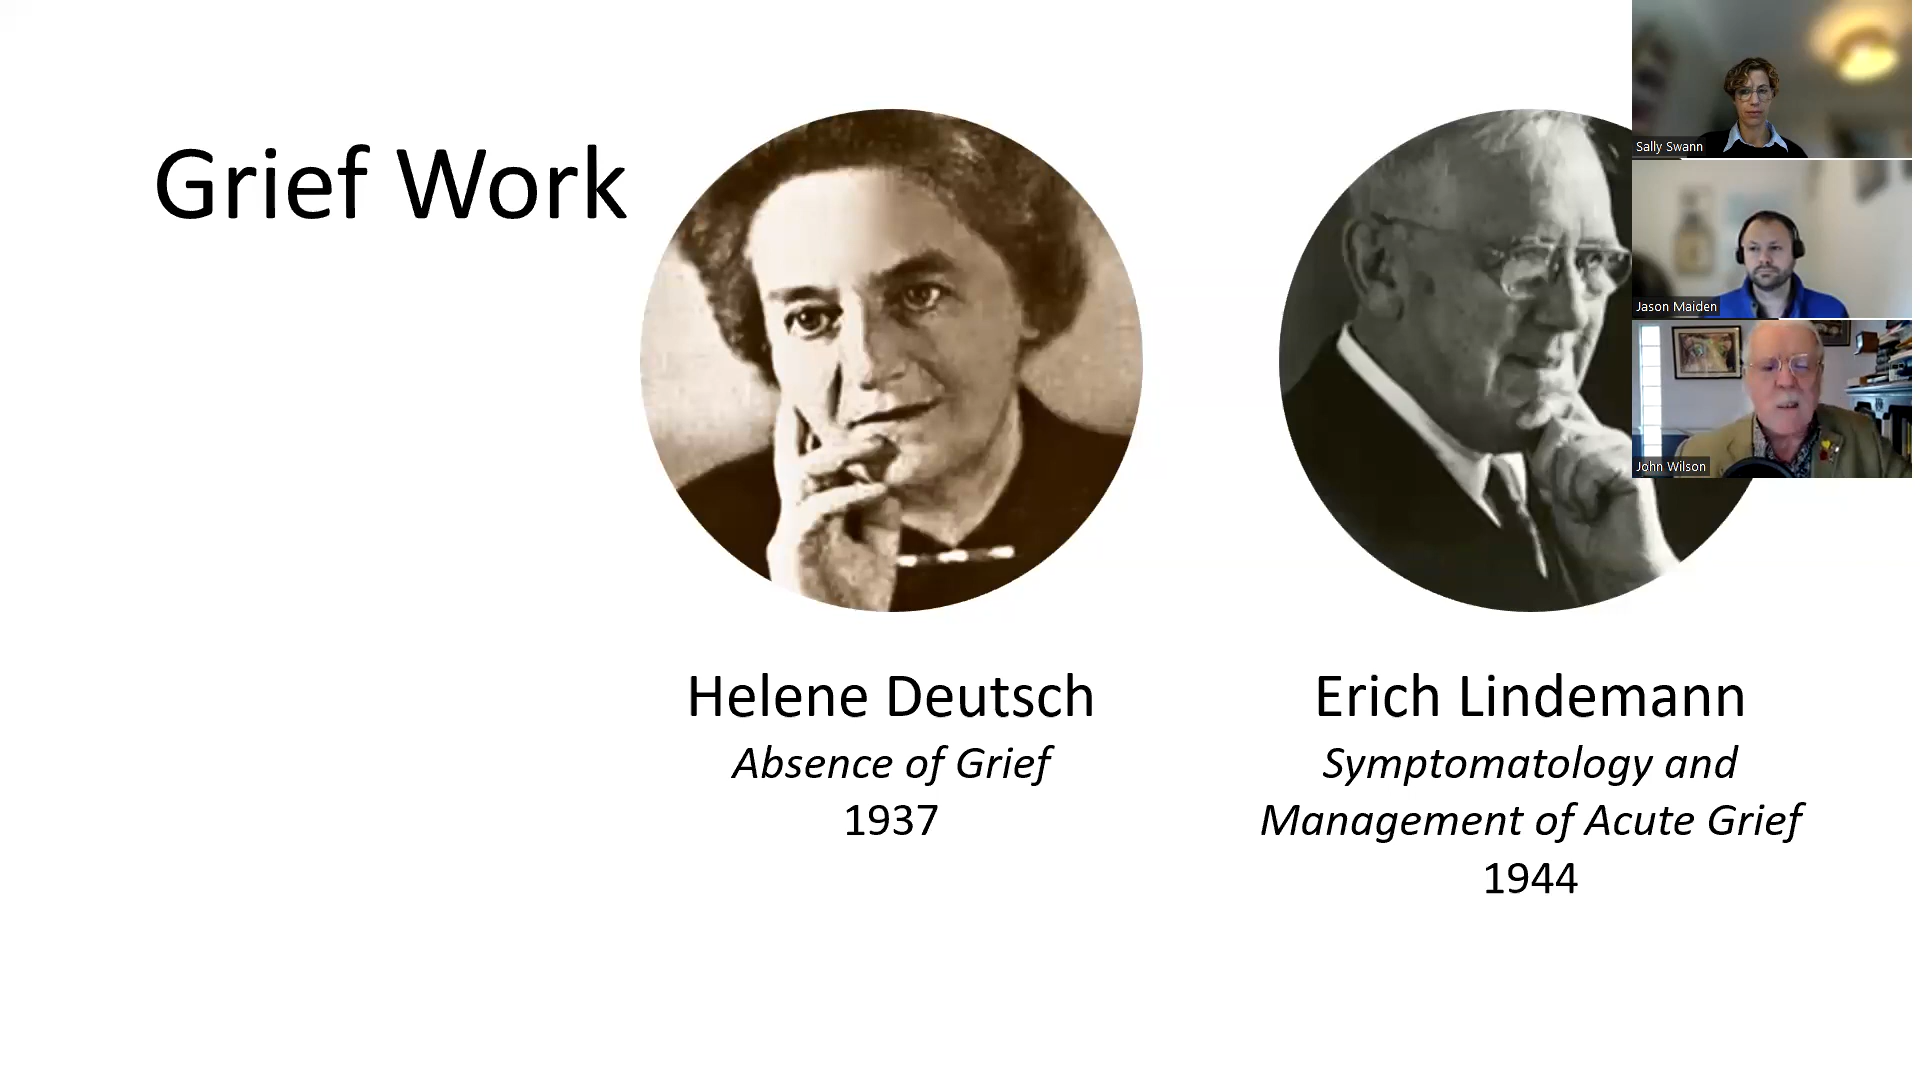 Grief Work
Helene Deutsch
Absence of Grief
1937
Erich Lindemann
Symptomatology and
Management of Acute Grief
1944
Sally Swann
Jason Maiden
John Wilson